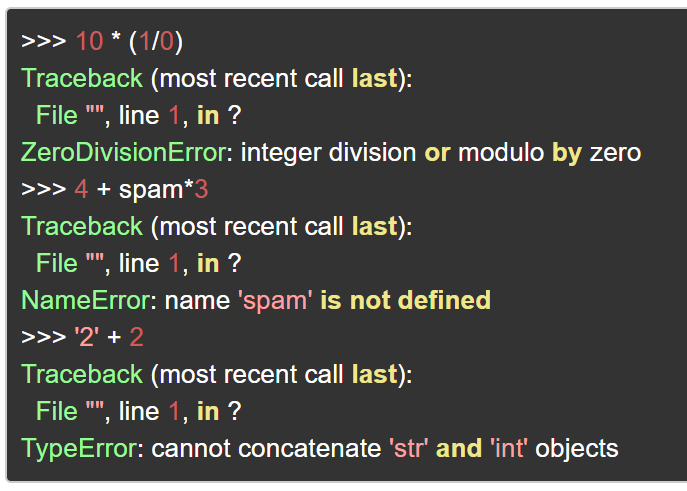 >>> 10 * (1/0)
Traceback (most recent call last):
  File "", line 1, in ?
ZeroDivisionError: integer division or modulo by zero
>>> 4 + spam*3
Traceback (most recent call last):
  File "", line 1, in ?
NameError: name 'spam' is not defined
>>> '2' + 2
Traceback (most recent call last):
  File "", line 1, in ?
TypeError: cannot concatenate 'str' and 'int' objects